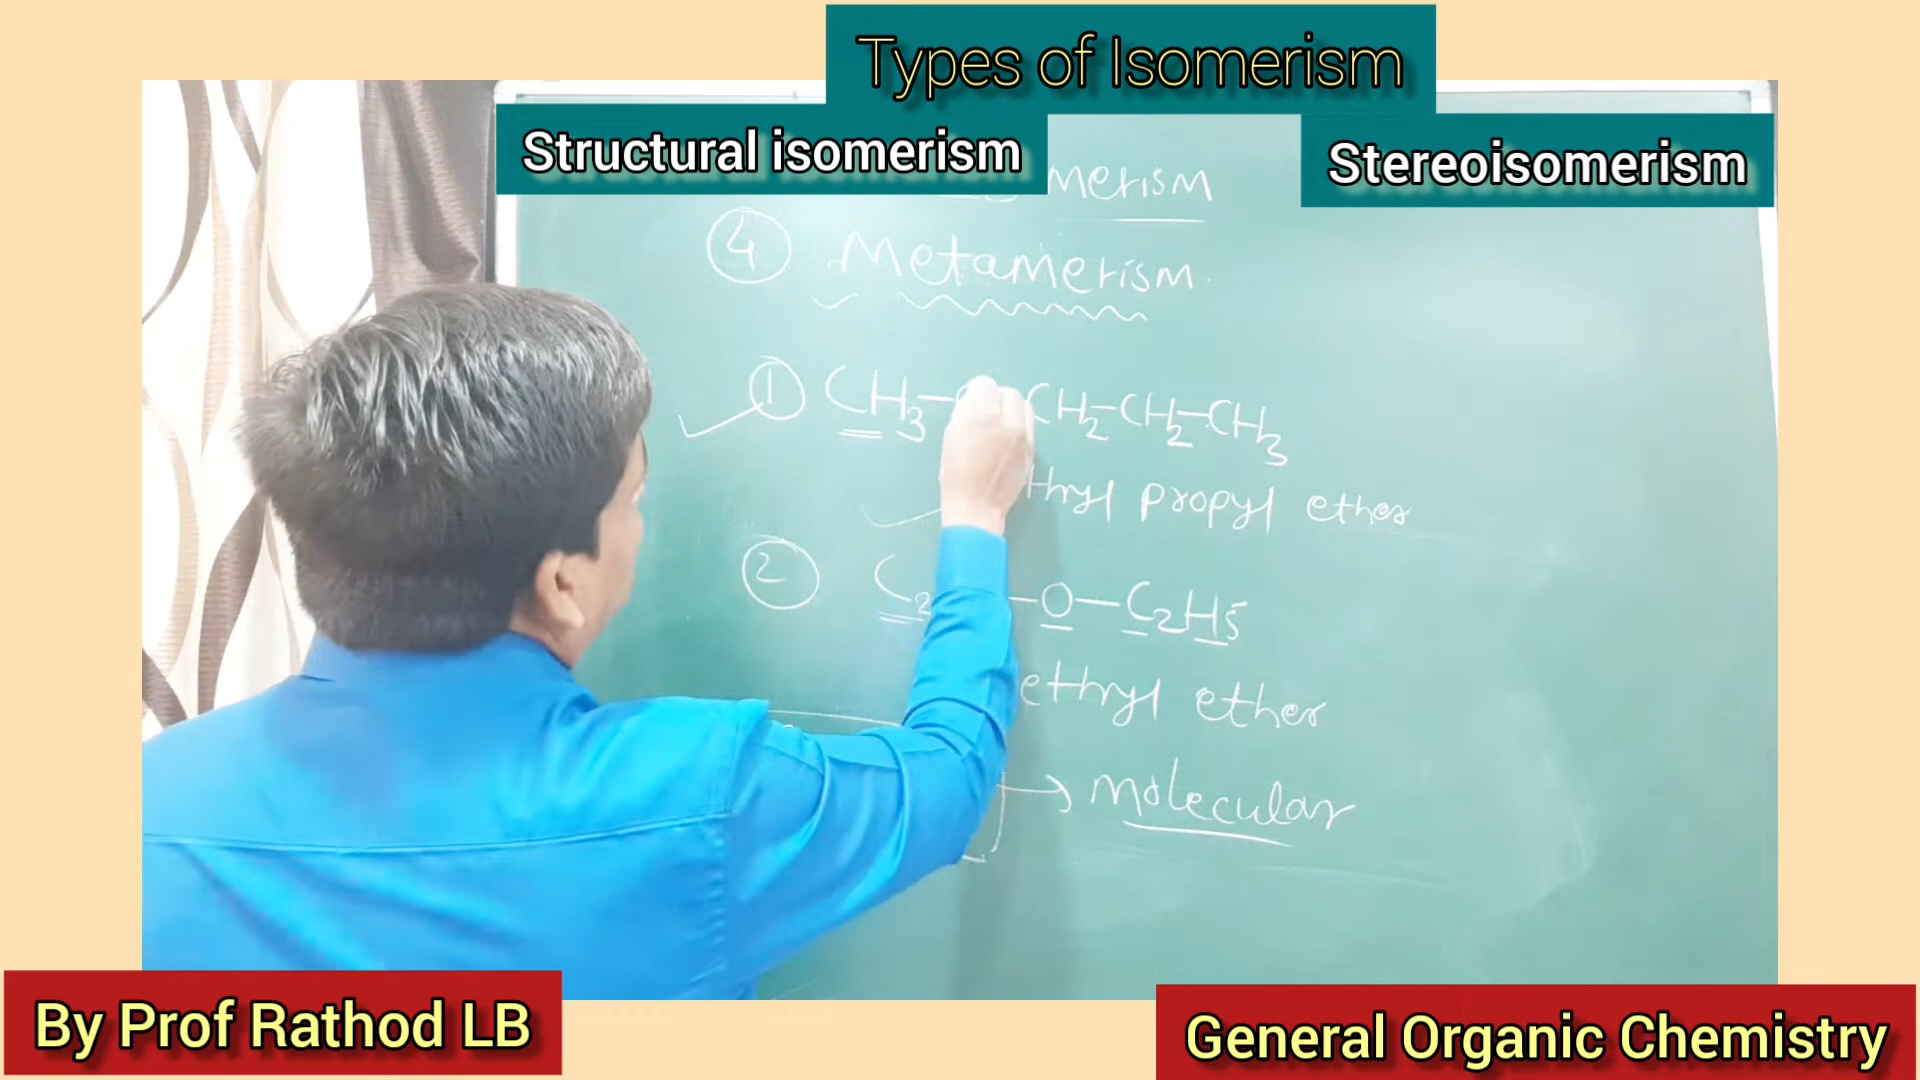 Types of Isomerism
Structural isomerism
Stereoisomerism
merism
4 Metamerism
1 CH3- CH2-CH2-CH3
thyl propyl ether
2 C2 -O-C2H5
ethyl ether
→ molecular
By Prof Rathod LB
General Organic Chemistry